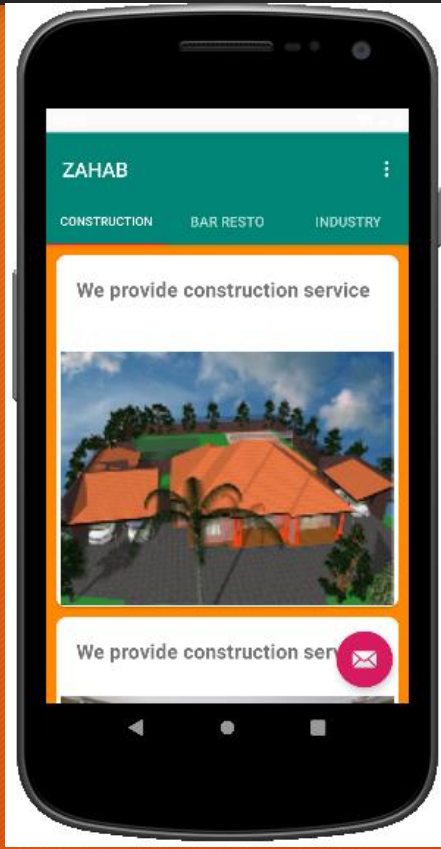 ZAHAB
CONSTRUCTION BAR RESTO INDUSTRY
We provide construction service
We provide construction ser